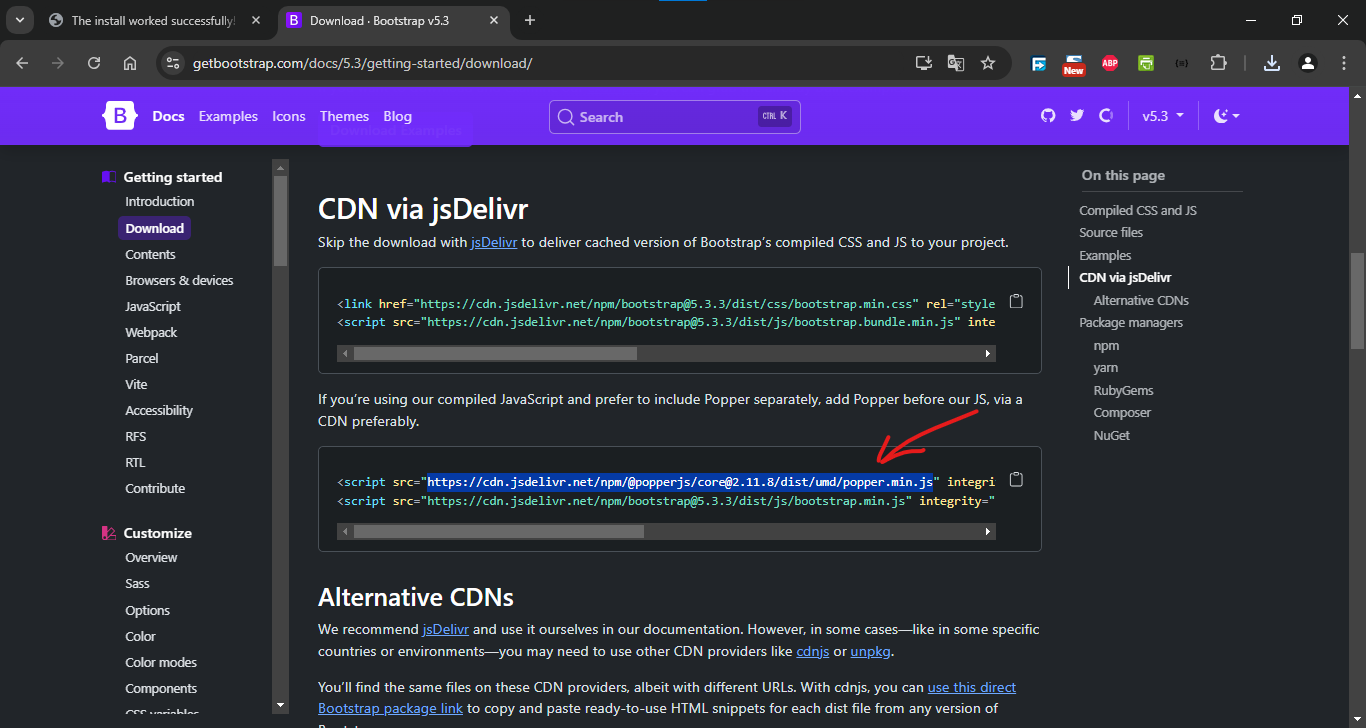 The install worked successfully!
Download · Bootstrap v5.3
getbootstrap.com/docs/5.3/getting-started/download/
New
ABP
B
Docs
Examples
Icons
Themes
Blog
Search
CTRL K
v5.3
Download Examples
Getting started
Introduction
Download
Contents
Browsers & devices
JavaScript
Webpack
Parcel
Vite
Accessibility
RFS
RTL
Contribute
Customize
Overview
Sass
Options
Color
Color modes
Components
CSS variables
CDN via jsDelivr
Skip the download with jsDelivr to deliver cached version of Bootstrap’s compiled CSS and JS to your project.
<link href="https://cdn.jsdelivr.net/npm/bootstrap@5.3.3/dist/css/bootstrap.min.css" rel="style
<script src="https://cdn.jsdelivr.net/npm/bootstrap@5.3.3/dist/js/bootstrap.bundle.min.js" inte
If you’re using our compiled JavaScript and prefer to include Popper separately, add Popper before our JS, via a
CDN preferably.
<script src="https://cdn.jsdelivr.net/npm/@popperjs/core@2.11.8/dist/umd/popper.min.js" integri
<script src="https://cdn.jsdelivr.net/npm/bootstrap@5.3.3/dist/js/bootstrap.min.js" integrity="
Alternative CDNs
We recommend jsDelivr and use it ourselves in our documentation. However, in some cases—like in some specific
countries or environments—you may need to use other CDN providers like cdnjs or unpkg.
You’ll find the same files on these CDN providers, albeit with different URLs. With cdnjs, you can use this direct
Bootstrap package link to copy and paste ready-to-use HTML snippets for each dist file from any version of
On this page
Compiled CSS and JS
Source files
Examples
CDN via jsDelivr
Alternative CDNs
Package managers
npm
yarn
RubyGems
Composer
NuGet